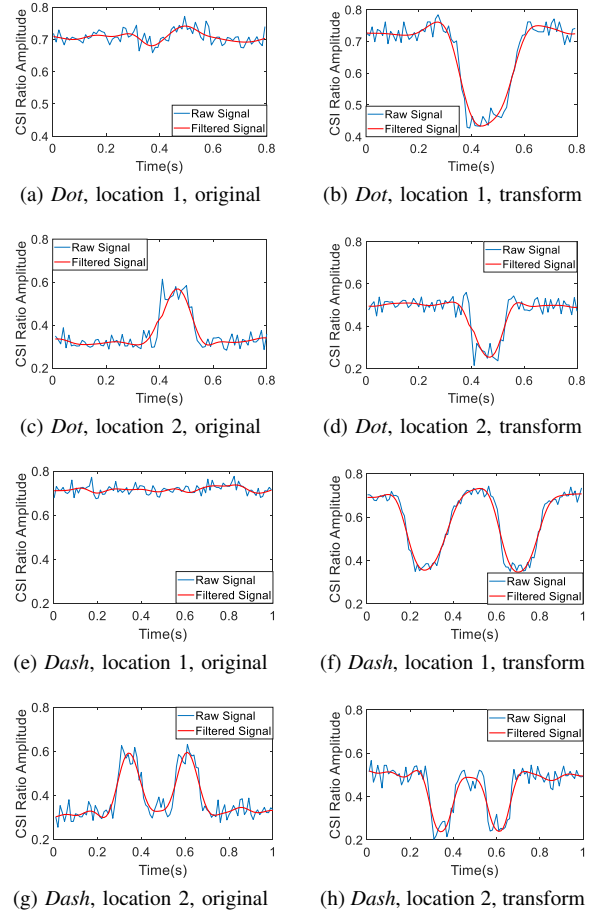 CSI Ratio Amplitude
0.8
0.7
0.6
0.5
0.4
Raw Signal
Filtered Signal
0 0.2 0.4 0.6 0.8
Time(s)
(a) Dot, location 1, original
CSI Ratio Amplitude
0.8
0.7
0.6
0.5
0.4
Raw Signal
Filtered Signal
0 0.2 0.4 0.6 0.8
Time(s)
(b) Dot, location 1, transform
CSI Ratio Amplitude
0.8
0.6
0.4
0.2
Raw Signal
Filtered Signal
0 0.2 0.4 0.6 0.8
Time(s)
(c) Dot, location 2, original
CSI Ratio Amplitude
0.8
0.6
0.4
0.2
Raw Signal
Filtered Signal
0 0.2 0.4 0.6 0.8
Time(s)
(d) Dot, location 2, transform
CSI Ratio Amplitude
0.8
0.6
0.4
0.2
Raw Signal
Filtered Signal
0 0.2 0.4 0.6 0.8 1
Time(s)
(e) Dash, location 1, original
CSI Ratio Amplitude
0.8
0.6
0.4
0.2
Raw Signal
Filtered Signal
0 0.2 0.4 0.6 0.8 1
Time(s)
(f) Dash, location 1, transform
CSI Ratio Amplitude
0.8
0.6
0.4
0.2
Raw Signal
Filtered Signal
0 0.2 0.4 0.6 0.8 1
Time(s)
(g) Dash, location 2, original
CSI Ratio Amplitude
0.8
0.6
0.4
0.2
Raw Signal
Filtered Signal
0 0.2 0.4 0.6 0.8 1
Time(s)
(h) Dash, location 2, transform